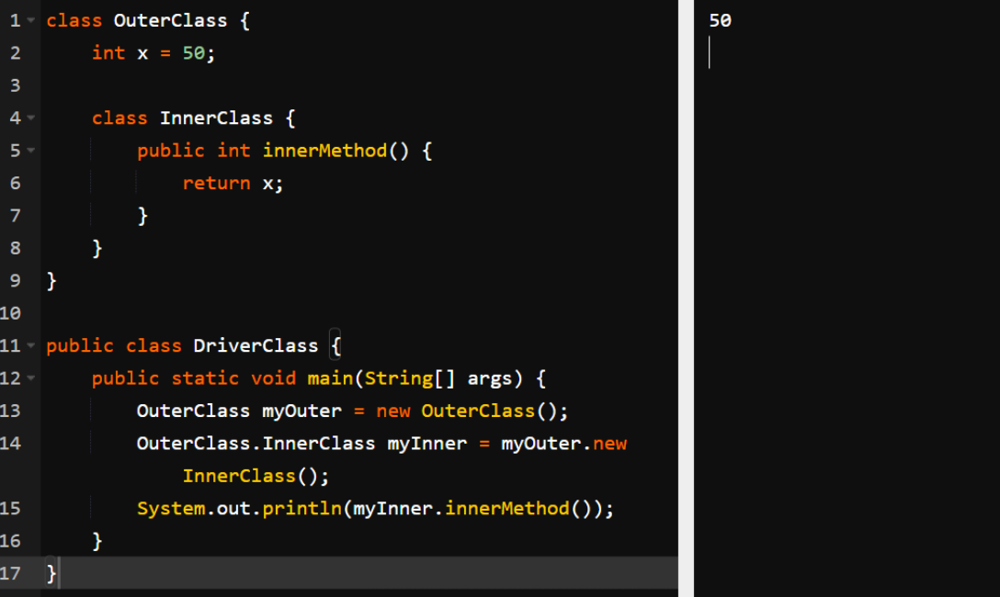 1 class OuterClass {
2     int x = 50;
3
4     class InnerClass {
5         public int innerMethod() {
6             return x;
7         }
8     }
9 }
10
11 public class DriverClass {
12     public static void main(String[] args) {
13         OuterClass myOuter = new OuterClass();
14         OuterClass.InnerClass myInner = myOuter.new
            InnerClass();
15         System.out.println(myInner.innerMethod());
16     }
17 }
50